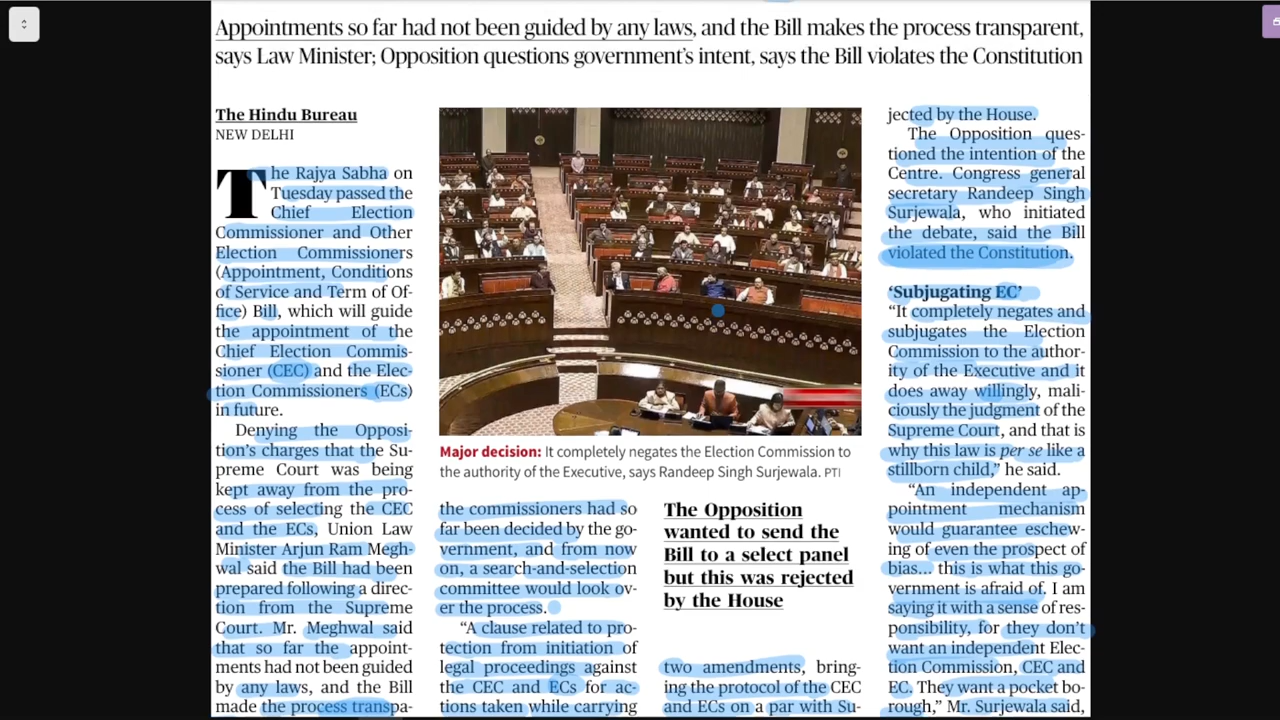 Appointments so far had not been guided by any laws, and the Bill makes the process transparent,
says Law Minister; Opposition questions government's intent, says the Bill violates the Constitution
The Hindu Bureau
NEW DELHI
The Rajya Sabha on
Tuesday passed the
Chief Election
Commissioner and Other
Election Commissioners
(Appointment, Conditions
of Service and Term of Of-
fice) Bill, which will guide
the appointment of the
Chief Election Commis-
sioner (CEC) and the Elec-
tion Commissioners (ECs)
in future.
Denying the Opposi-
tion's charges that the Su-
preme Court was being
kept away from the pro-
cess of selecting the CEC
and the ECs, Union Law
Minister Arjun Ram Megh-
wal said the Bill had been
prepared following a direc-
tion from the Supreme
Court. Mr. Meghwal said
that so far the appoint-
ments had not been guided
by any laws, and the Bill
made the process transpa-
Major decision: It completely negates the Election Commission to
the authority of the Executive, says Randeep Singh Surjewala. PTI
the commissioners had so
far been decided by the go-
vernment, and from now
on, a search-and-selection
committee would look ov-
er the process.
"A clause related to pro-
tection from initiation of
legal proceedings against
the CEC and ECs for ac-
tions taken while carrying
The Opposition
wanted to send the
Bill to a select panel
but this was rejected
by the House
two amendments, bring-
ing the protocol of the CEC
and ECs on a par with Su-
jected by the House.
The Opposition ques-
tioned the intention of the
Centre. Congress general
secretary Randeep Singh
Surjewala, who initiated
the debate, said the Bill
violated the Constitution.
'Subjugating EC'
"It completely negates and
subjugates the Election
Commission to the author-
ity of the Executive and it
does away willingly, mali-
ciously the judgment of the
Supreme Court, and that is
why this law is per se like a
stillborn child," he said.
"An independent ap-
pointment mechanism
would guarantee eschew-
ing of even the prospect of
bias... this is what this go-
vernment is afraid of. I am
saying it with a sense of res-
ponsibility, for they don't
want an independent Elec-
tion Commission, CEC and
EC. They want a pocket bo-
rough," Mr. Surjewala said,